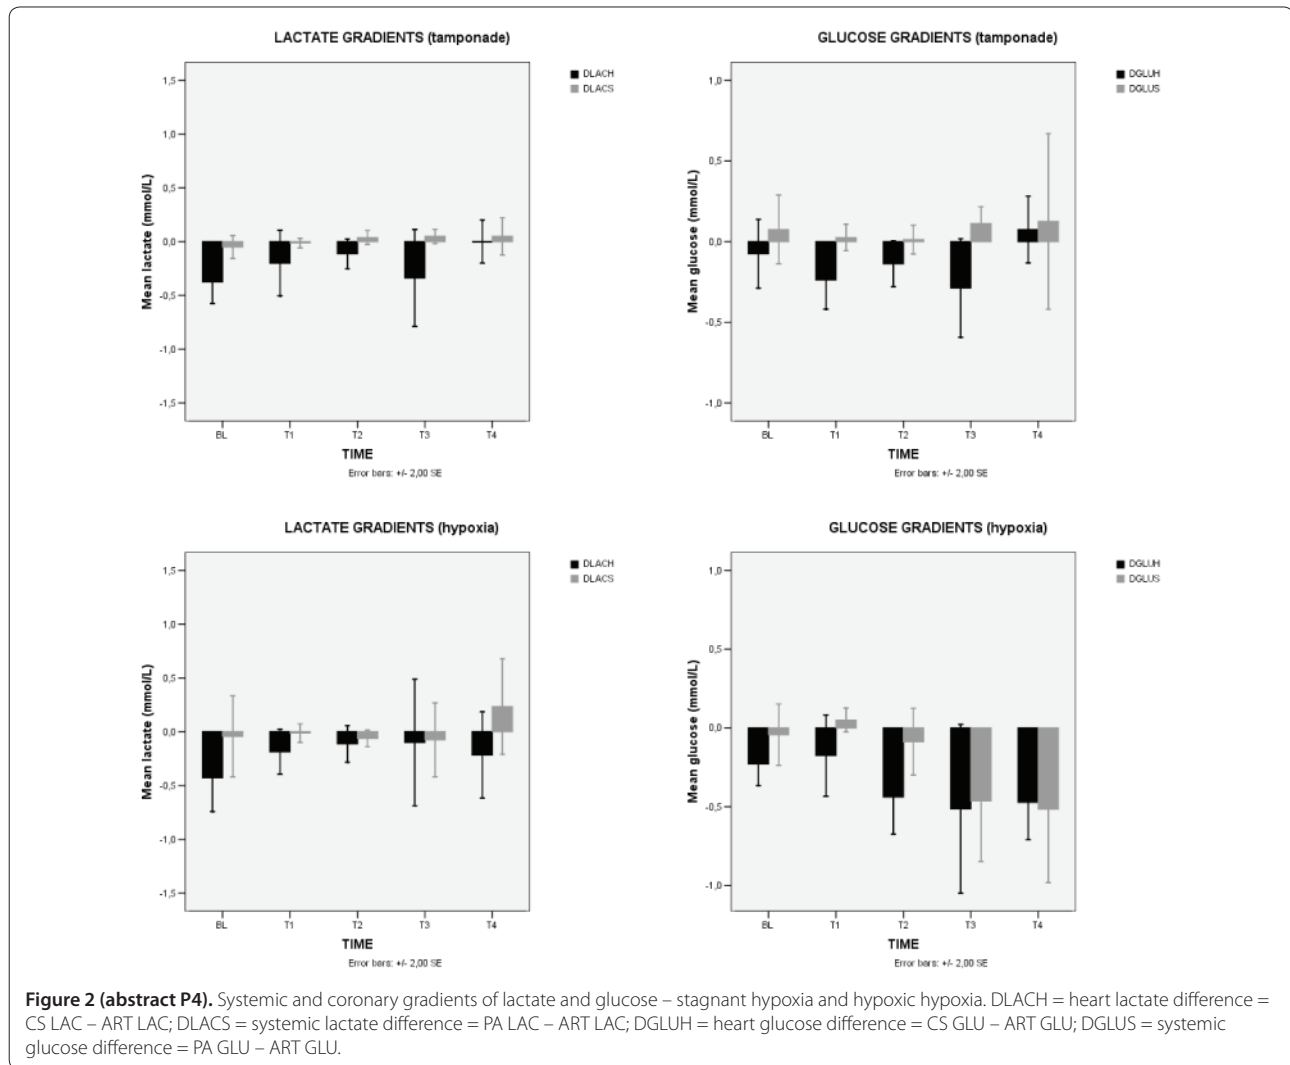 LACTATE GRADIENTS (tamponade)
DLACH
DLACS
1,5
1,0
0,5
0,0
-0,5
-1,0
-1,5
Mean lactate (mmol/L)
BL T1 T2 T3 T4
TIME
Error bars: +/- 2,00 SE
GLUCOSE GRADIENTS (tamponade)
DGLUH
DGLUS
1,0
0,5
0,0
-0,5
-1,0
Mean glucose (mmol/L)
BL T1 T2 T3 T4
TIME
Error bars: +/- 2,00 SE
LACTATE GRADIENTS (hypoxia)
DLACH
DLACS
1,5
1,0
0,5
0,0
-0,5
-1,0
-1,5
Mean lactate (mmol/L)
BL T1 T2 T3 T4
TIME
Error bars: +/- 2,00 SE
GLUCOSE GRADIENTS (hypoxia)
DGLUH
DGLUS
1,0
0,5
0,0
-0,5
-1,0
Mean glucose (mmol/L)
BL T1 T2 T3 T4
TIME
Error bars: +/- 2,00 SE
Figure 2 (abstract P4). Systemic and coronary gradients of lactate and glucose – stagnant hypoxia and hypoxic hypoxia. DLACH = heart lactate difference =
CS LAC – ART LAC; DLACS = systemic lactate difference = PA LAC – ART LAC; DGLUH = heart glucose difference = CS GLU – ART GLU; DGLUS = systemic
glucose difference = PA GLU – ART GLU.